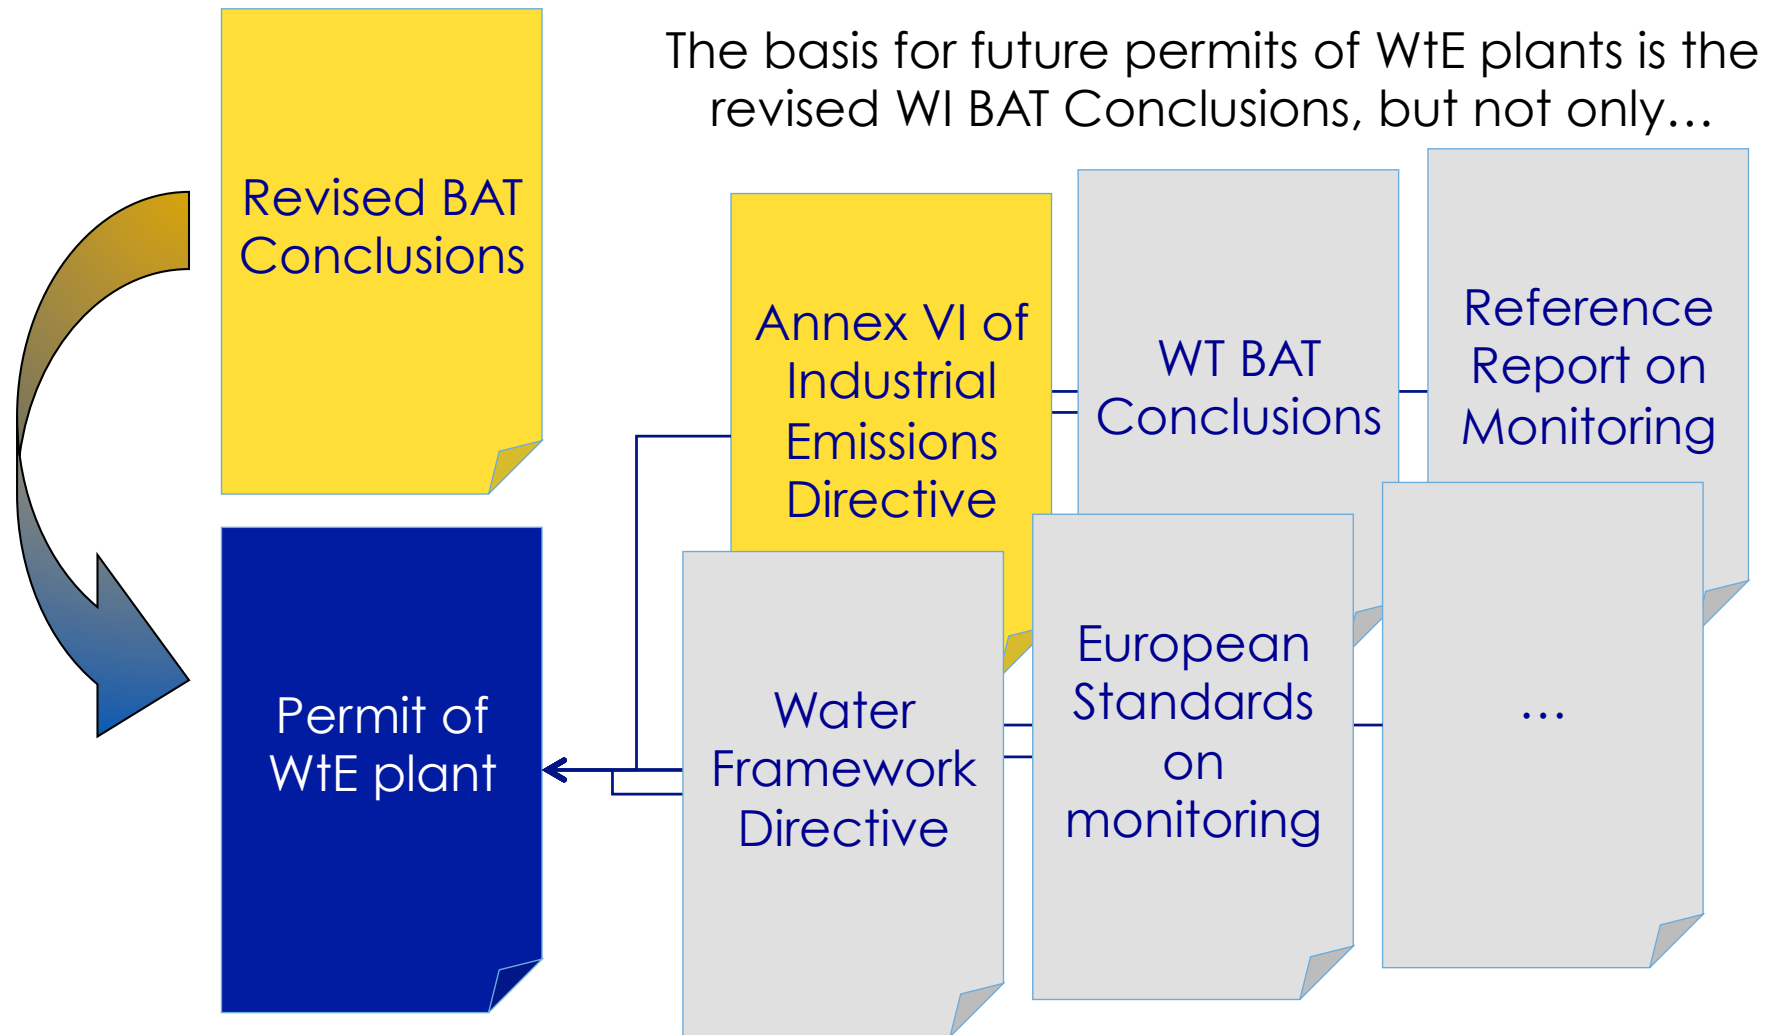 The basis for future permits of WtE plants is the
revised WI BAT Conclusions, but not only…
Revised BAT
Conclusions
Annex VI of
Industrial
Emissions
Directive
WT BAT
Conclusions
Reference
Report on
Monitoring
Permit of
WtE plant
Water
Framework
Directive
European
Standards
on
monitoring
…